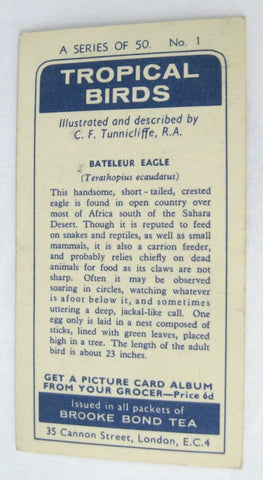 A SERIES OF 50. No. 1
TROPICAL
BIRDS
Illustrated and described by
C. F. Tunnicliffe, R.A.
BATELEUR EAGLE
(Terathopius ecaudatus)
This handsome, short-tailed, crested
eagle is found in open country over
most of Africa south of the Sahara
Desert. Though it is reputed to feed
on snakes and reptiles, as well as small
mammals, it is also a carrion feeder,
and probably relies chiefly on dead
animals for food as its claws are not
sharp. Often it may be observed
soaring in circles, watching whatever
is afoot below it, and sometimes
uttering a deep, jackal-like call. One
egg only is laid in a nest composed of
sticks, lined with green leaves, placed
high in a tree. The length of the adult
bird is about 23 inches.
GET A PICTURE CARD ALBUM
FROM YOUR GROCER—Price 6d
Issued in all packets of
BROOKE BOND TEA
35 Cannon Street, London, E.C.4